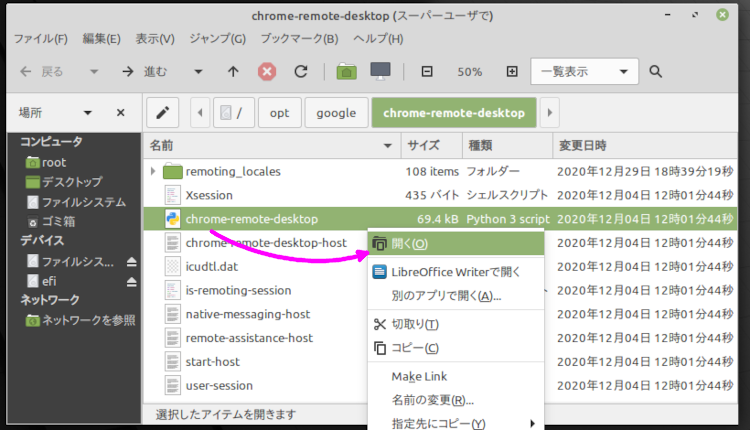 chrome-remote-desktop (スーパーユーザで)
ファイル(F) 編集(E) 表示(V) ジャンプ(G) ブックマーク(B) ヘルプ(H)
戻る 進む 50% 一覧表示
場所 / opt google chrome-remote-desktop
名前 サイズ 種類 変更日時
コンピュータ
root
デスクトップ
ファイルシステム
ゴミ箱
デバイス
ファイルシス...
efi
ネットワーク
ネットワークを参照
remoting_locales 108 items フォルダー 2020年12月29日 18時39分19秒
Xsession 435 バイト シェルスクリプト 2020年12月04日 12時01分44秒
chrome-remote-desktop 69.4 kB Python 3 script 2020年12月04日 12時01分44秒
chrome-remote-desktop-host 2020年12月04日 12時01分44秒
icudtl.dat 2020年12月04日 12時01分44秒
is-remoting-session 2020年12月04日 12時01分44秒
native-messaging-host 2020年12月04日 12時01分44秒
remote-assistance-host 2020年12月04日 12時01分44秒
start-host 2020年12月04日 12時01分44秒
user-session 2020年12月04日 12時01分44秒
開く(O)
LibreOffice Writerで開く
別のアプリで開く(A)...
切取り(T)
コピー(C)
Make Link
名前の変更(R)...
指定先にコピー(Y)
選択したアイテムを開きます